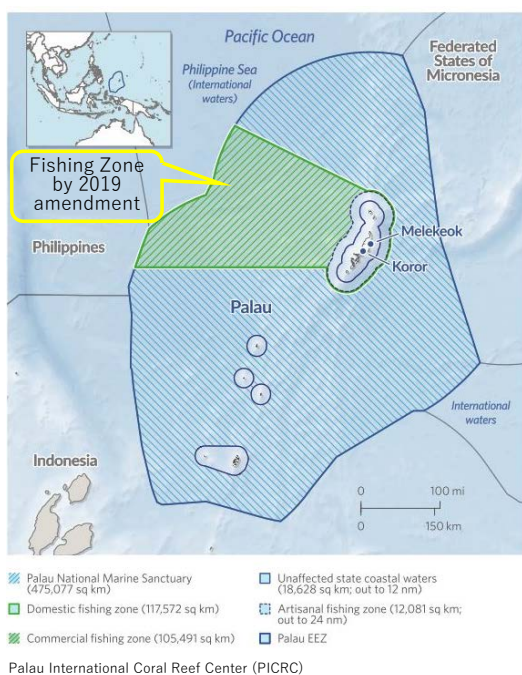 Pacific Ocean
Federated
States of
Micronesia
Philippine Sea
(International
waters)
Fishing Zone
by 2019
amendment
Melekeok
Philippines
Koror
Palau
International
waters
Indonesia
0 100 mi
0 150 km
Palau National Marine Sanctuary
(475,077 sq km)
Unaffected state coastal waters
(18,628 sq km; out to 12 nm)
Domestic fishing zone (117,572 sq km)
Artisanal fishing zone (12,081 sq km;
out to 24 nm)
Commercial fishing zone (105,491 sq km)
Palau EEZ
Palau International Coral Reef Center (PICRC)